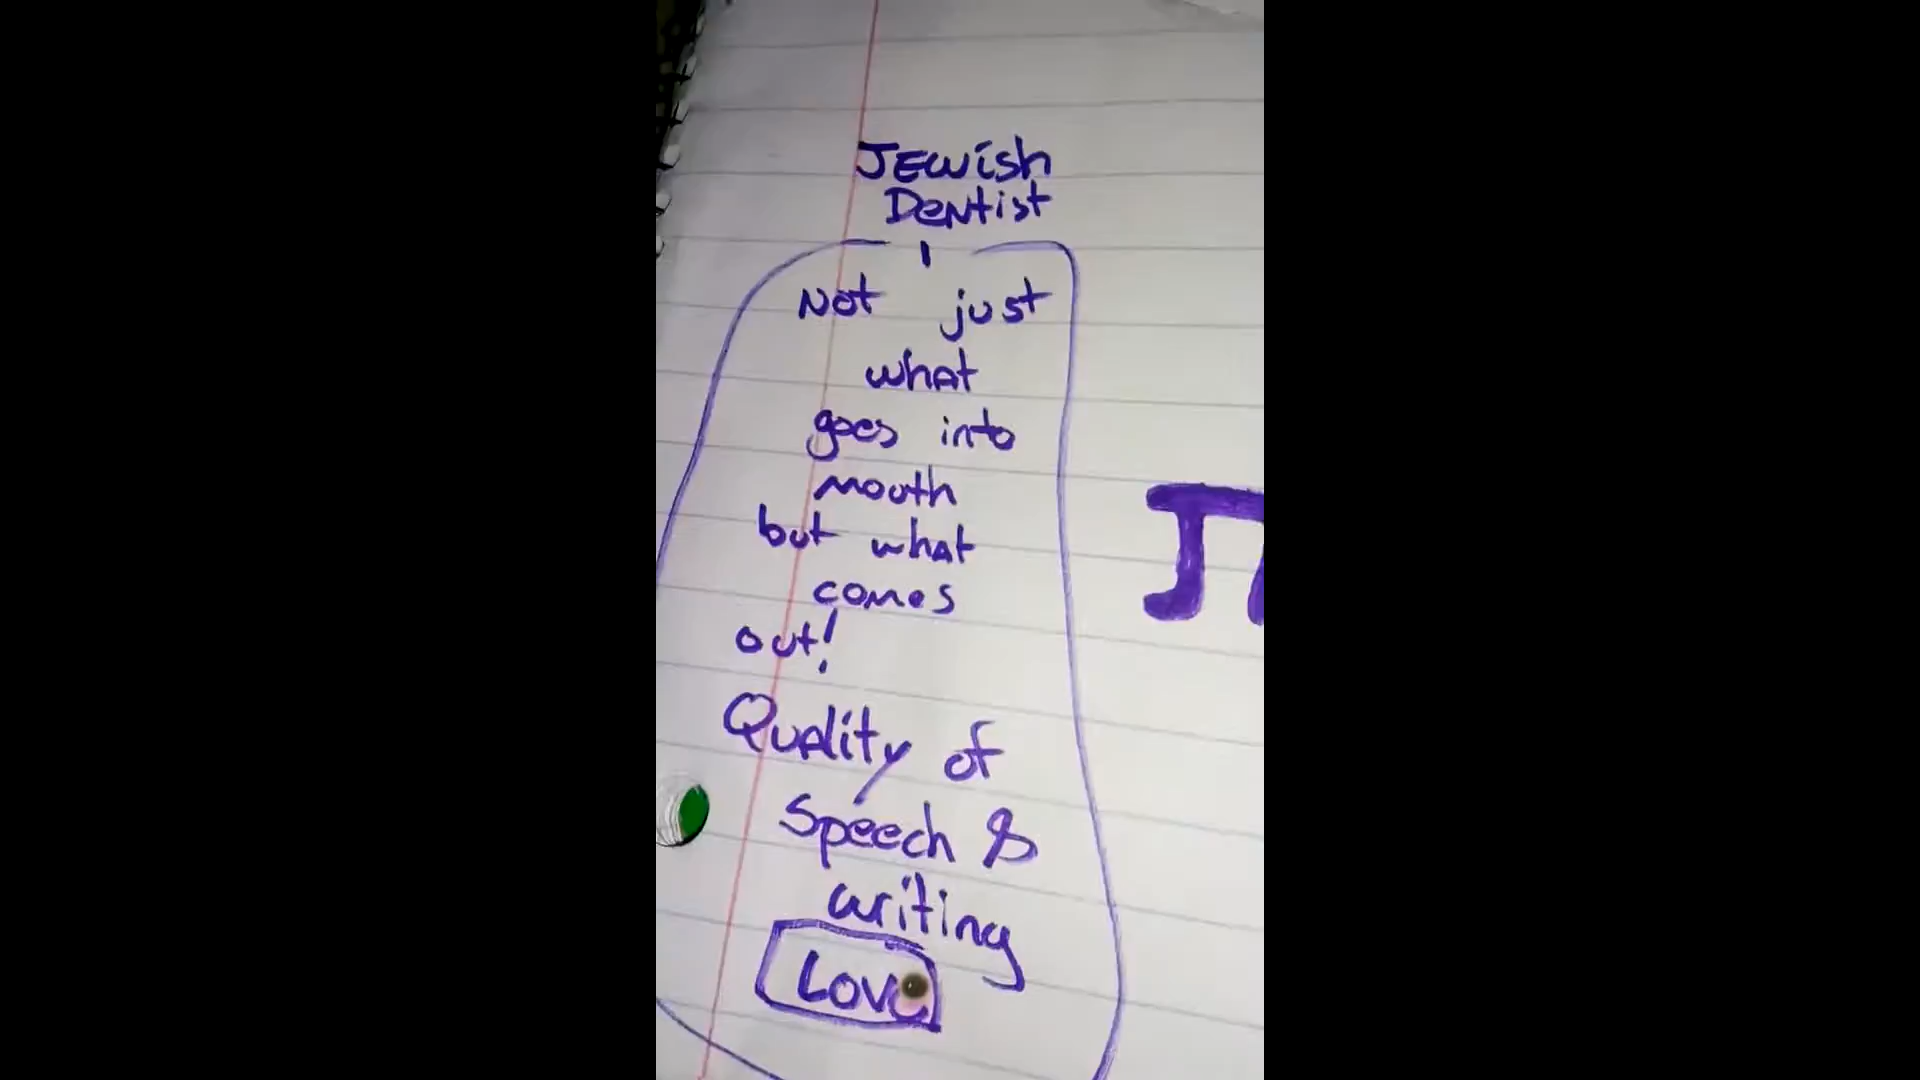 JEWish
Dentist
Not just
what
goes into
mouth
but what
comes
out!
Quality of
Speech &
writing
Love